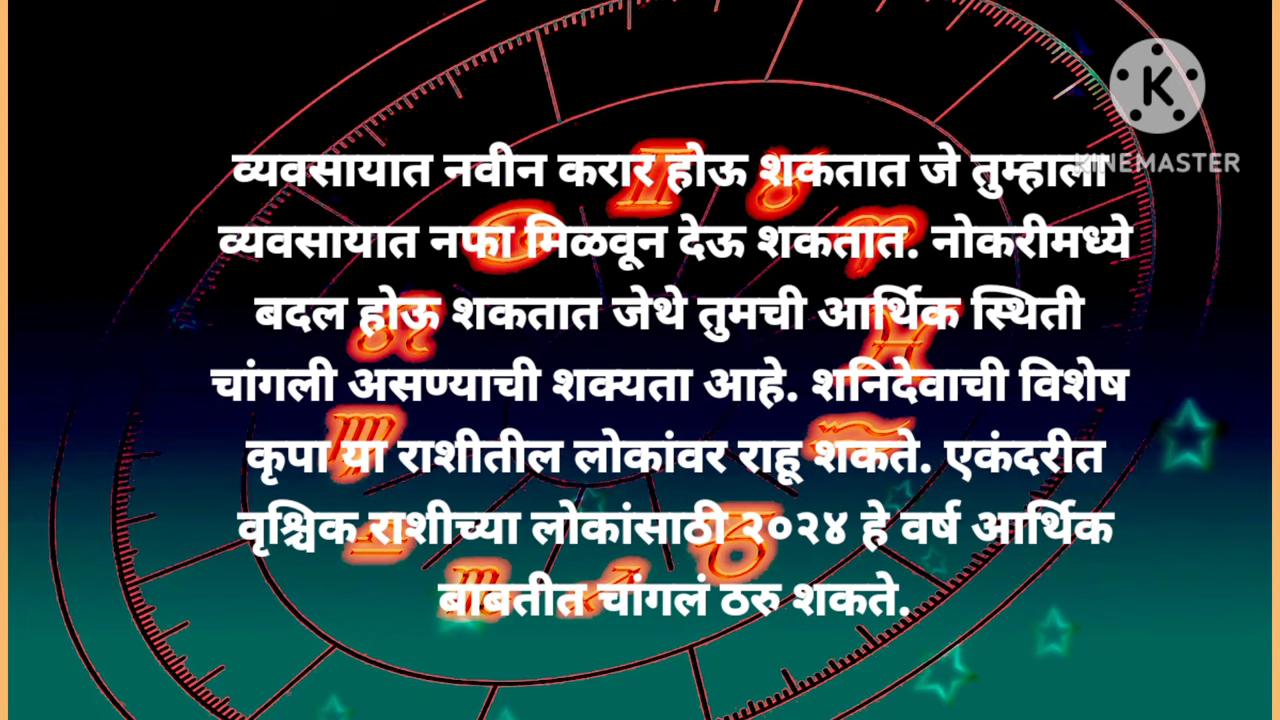 KINEMASTER
व्यवसायात नवीन करार होऊ शकतात जे तुम्हाला
व्यवसायात नफा मिळवून देऊ शकतात. नोकरीमध्ये
बदल होऊ शकतात जेथे तुमची आर्थिक स्थिती
चांगली असण्याची शक्यता आहे. शनिदेवाची विशेष
कृपा या राशीतील लोकांवर राहू शकते. एकंदरीत
वृश्चिक राशीच्या लोकांसाठी २०२४ हे वर्ष आर्थिक
बाबतीत चांगलं ठरु शकते.